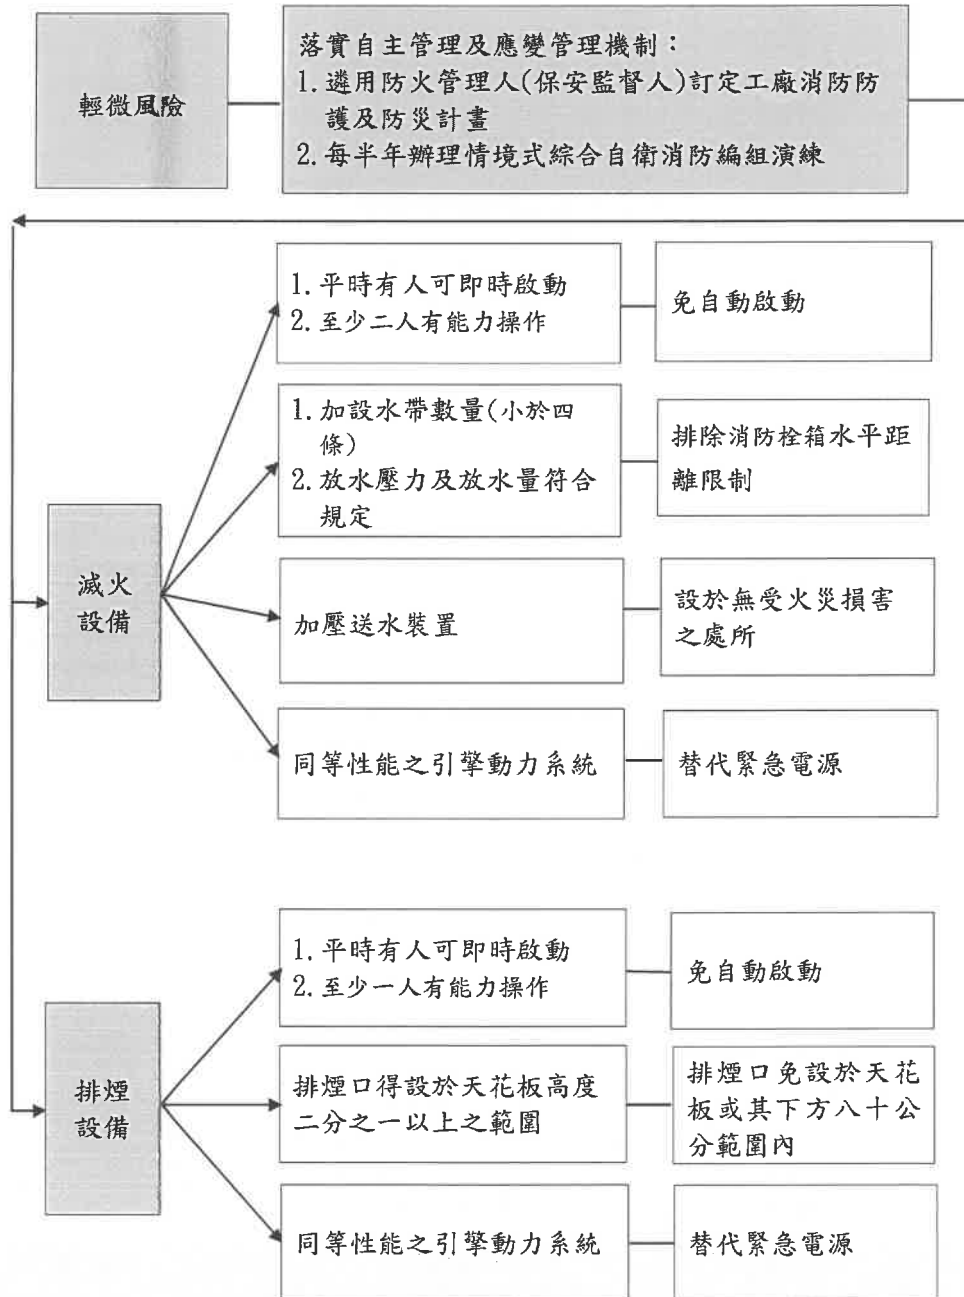 輕微風險
落實自主管理及應變管理機制：
1. 遴用防火管理人(保安監督人)訂定工廠消防防
護及防災計畫
2. 每半年辦理情境式綜合自衛消防編組演練
滅火
設備
1. 平時有人可即時啟動
2. 至少二人有能力操作
免自動啟動
1. 加設水帶數量(小於四
條)
2. 放水壓力及放水量符合
規定
排除消防栓箱水平距
離限制
加壓送水裝置
設於無受火災損害
之處所
同等性能之引擎動力系統
替代緊急電源
排煙
設備
1. 平時有人可即時啟動
2. 至少一人有能力操作
免自動啟動
排煙口得設於天花板高度
二分之一以上之範圍
排煙口免設於天花
板或其下方八十公
分範圍內
同等性能之引擎動力系統
替代緊急電源